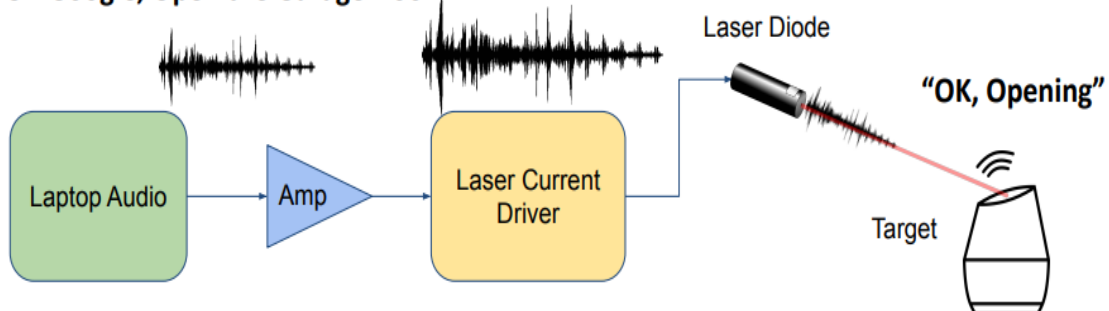 Laser Diode
“OK, Opening”
Laptop Audio
Amp
Laser Current
Driver
Target